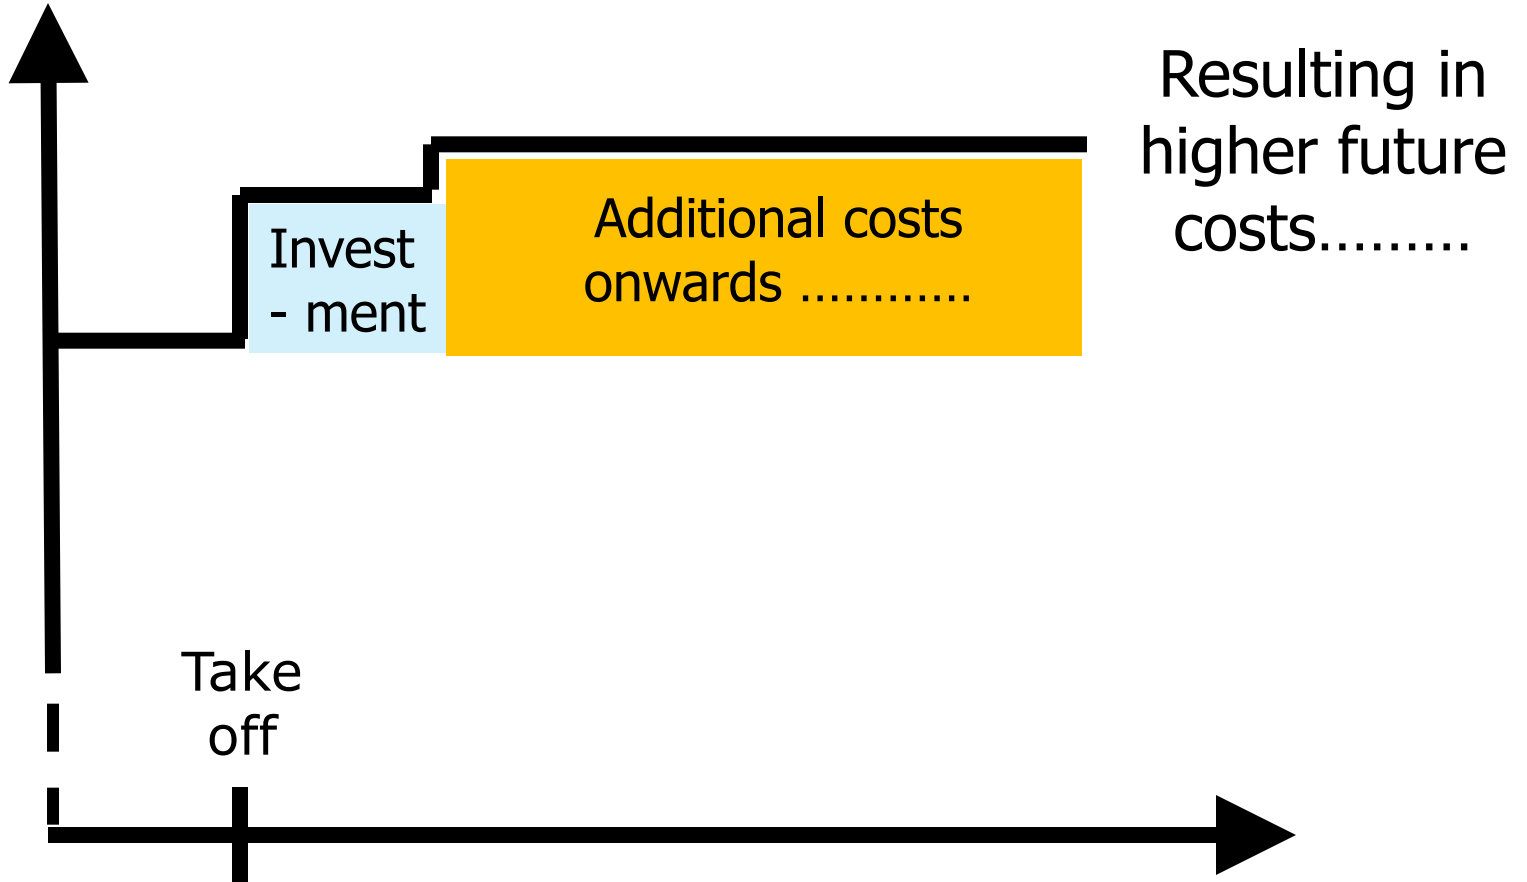 Resulting in
higher future
costs.........
Additional costs
onwards ............
Invest
- ment
Take
off